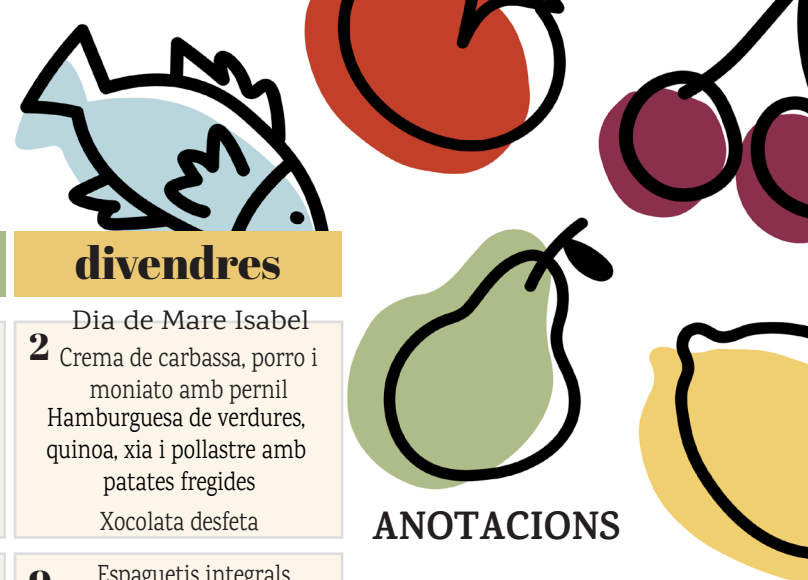 divendres
Dia de Mare Isabel
2
Crema de carbassa, porro i
moniato amb pernil
Hamburguesa de verdures,
quinoa, xia i pollastre amb
patates fregides
Xocolata desfeta
ANOTACIONS
Espaguetis integrals